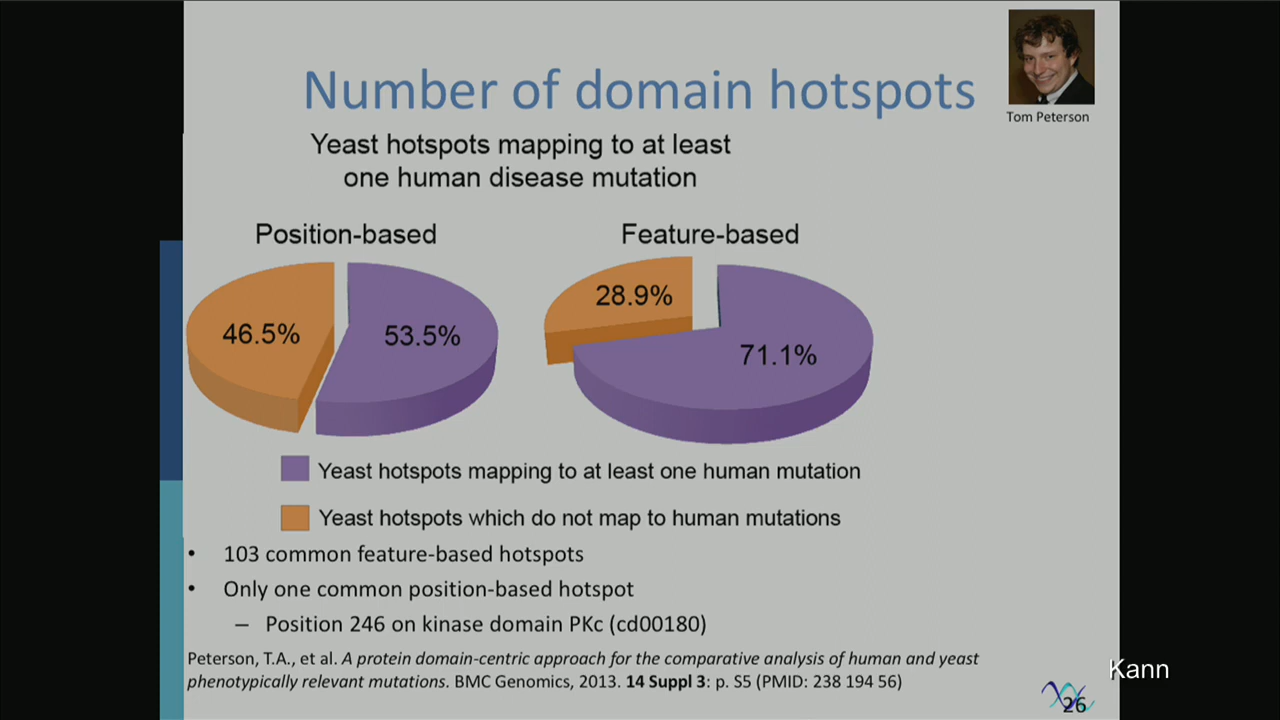 Number of domain hotspots
Tom Peterson
Yeast hotspots mapping to at least
one human disease mutation
Position-based
Feature-based
46.5%
53.5%
28.9%
71.1%
Yeast hotspots mapping to at least one human mutation
Yeast hotspots which do not map to human mutations
• 103 common feature-based hotspots
• Only one common position-based hotspot
– Position 246 on kinase domain PKc (cd00180)
Peterson, T.A., et al. A protein domain-centric approach for the comparative analysis of human and yeast
phenotypically relevant mutations. BMC Genomics, 2013. 14 Suppl 3: p. S5 (PMID: 238 194 56)
Kann
26